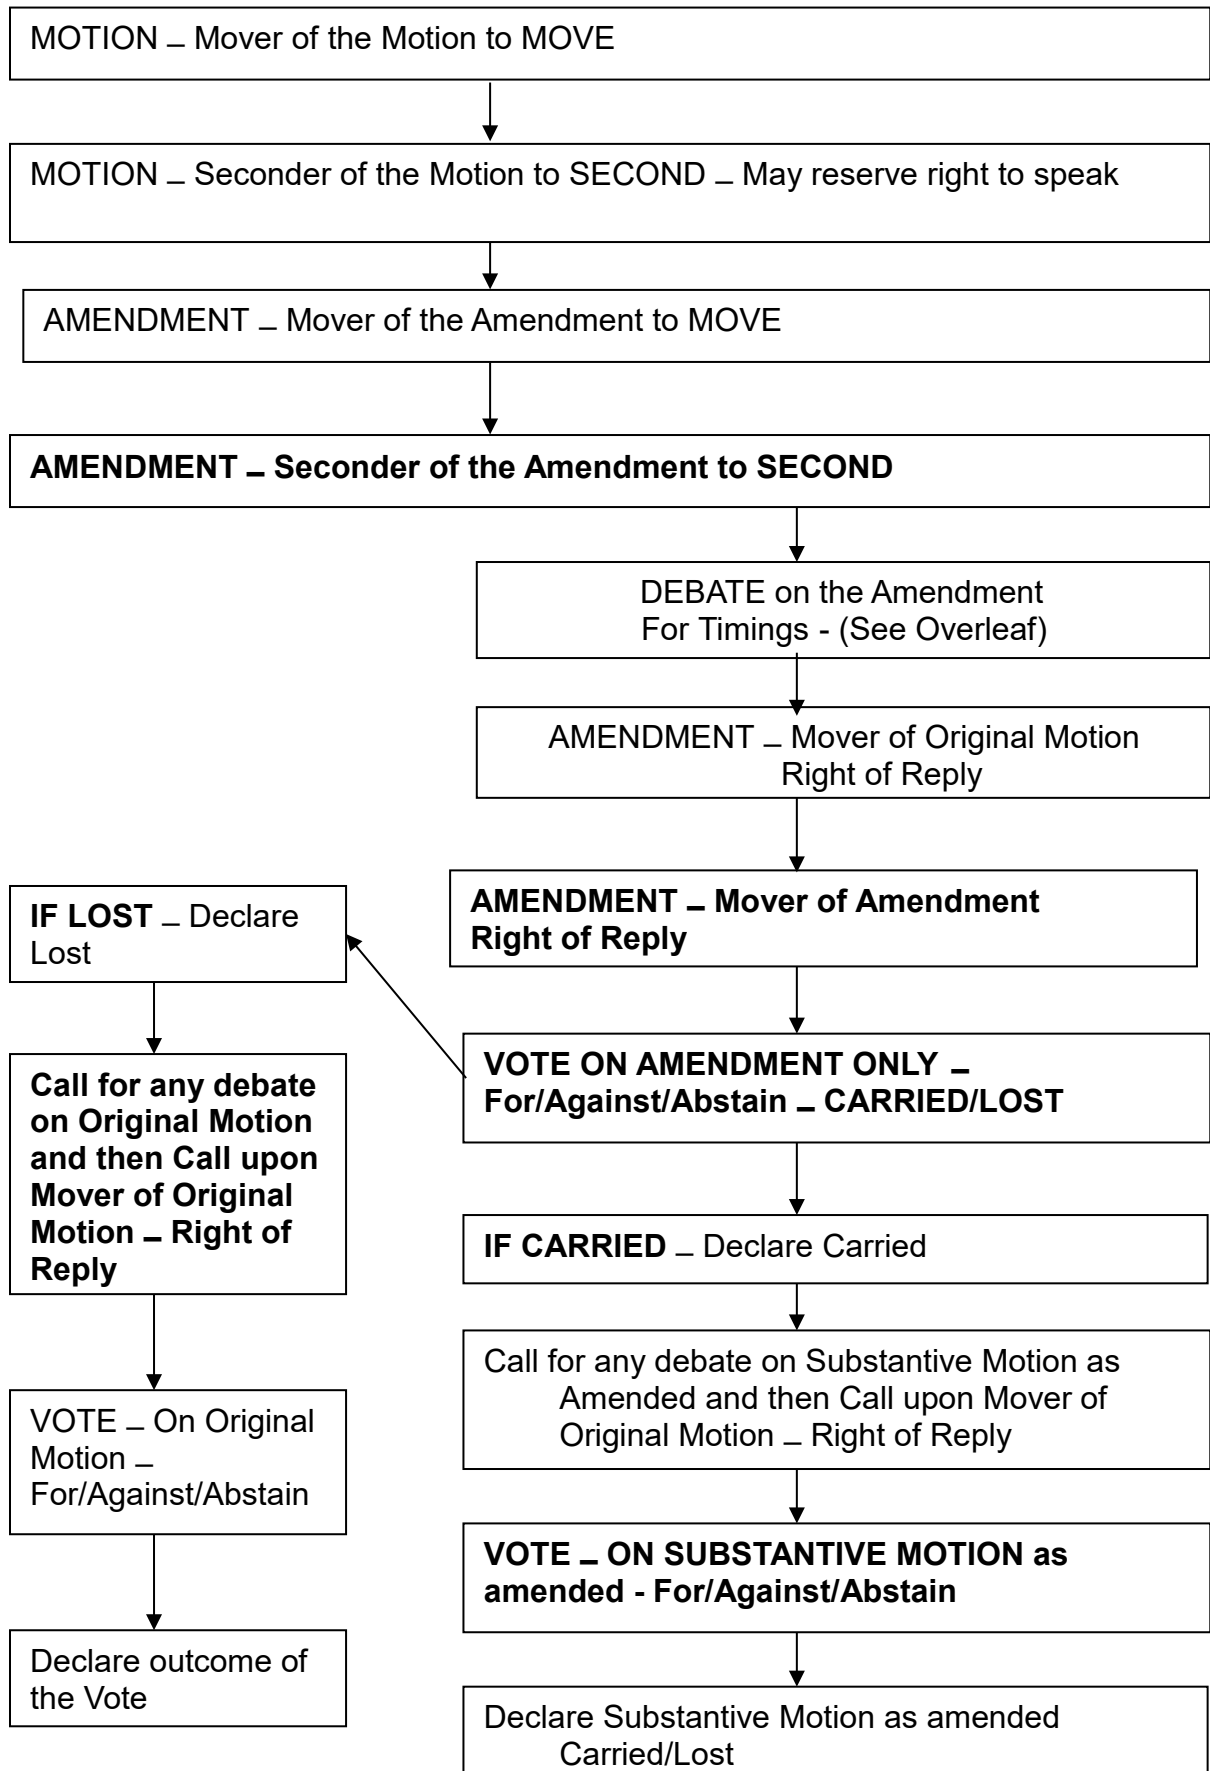 MOTION – Mover of the Motion to MOVE
MOTION – Seconder of the Motion to SECOND – May reserve right to speak
AMENDMENT – Mover of the Amendment to MOVE
AMENDMENT – Seconder of the Amendment to SECOND
DEBATE on the Amendment
For Timings - (See Overleaf)
AMENDMENT – Mover of Original Motion
Right of Reply
AMENDMENT – Mover of Amendment
Right of Reply
VOTE ON AMENDMENT ONLY –
For/Against/Abstain – CARRIED/LOST
IF LOST – Declare
Lost
Call for any debate
on Original Motion
and then Call upon
Mover of Original
Motion – Right of
Reply
VOTE – On Original
Motion –
For/Against/Abstain
Declare outcome of
the Vote
IF CARRIED – Declare Carried
Call for any debate on Substantive Motion as
Amended and then Call upon Mover of
Original Motion – Right of Reply
VOTE – ON SUBSTANTIVE MOTION as
amended - For/Against/Abstain
Declare Substantive Motion as amended
Carried/Lost